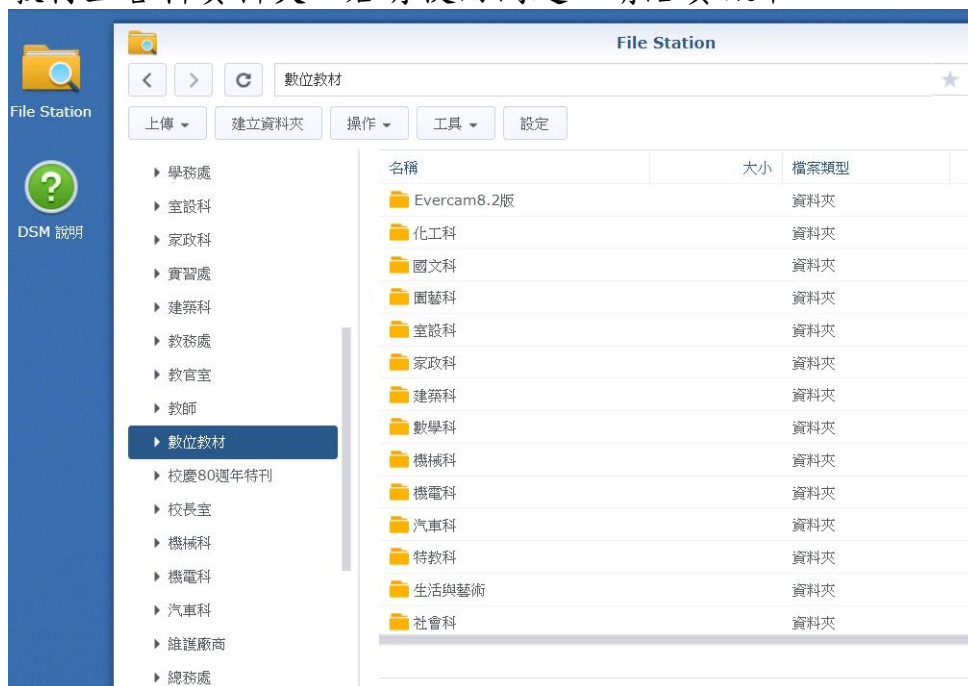 File Station
數位教材
File Station
上傳 建立資料夾 操作 工具 設定
DSM 說明
學務處
室設科
家政科
實習處
建築科
教務處
教官室
教師
數位教材
校慶80週年特刊
校長室
機械科
機電科
汽車科
維護廠商
總務處
名稱 大小 檔案類型
Evercam8.2版 資料夾
化工科 資料夾
國文科 資料夾
園藝科 資料夾
室設科 資料夾
家政科 資料夾
建築科 資料夾
數學科 資料夾
機械科 資料夾
機電科 資料夾
汽車科 資料夾
特教科 資料夾
生活與藝術 資料夾
社會科 資料夾